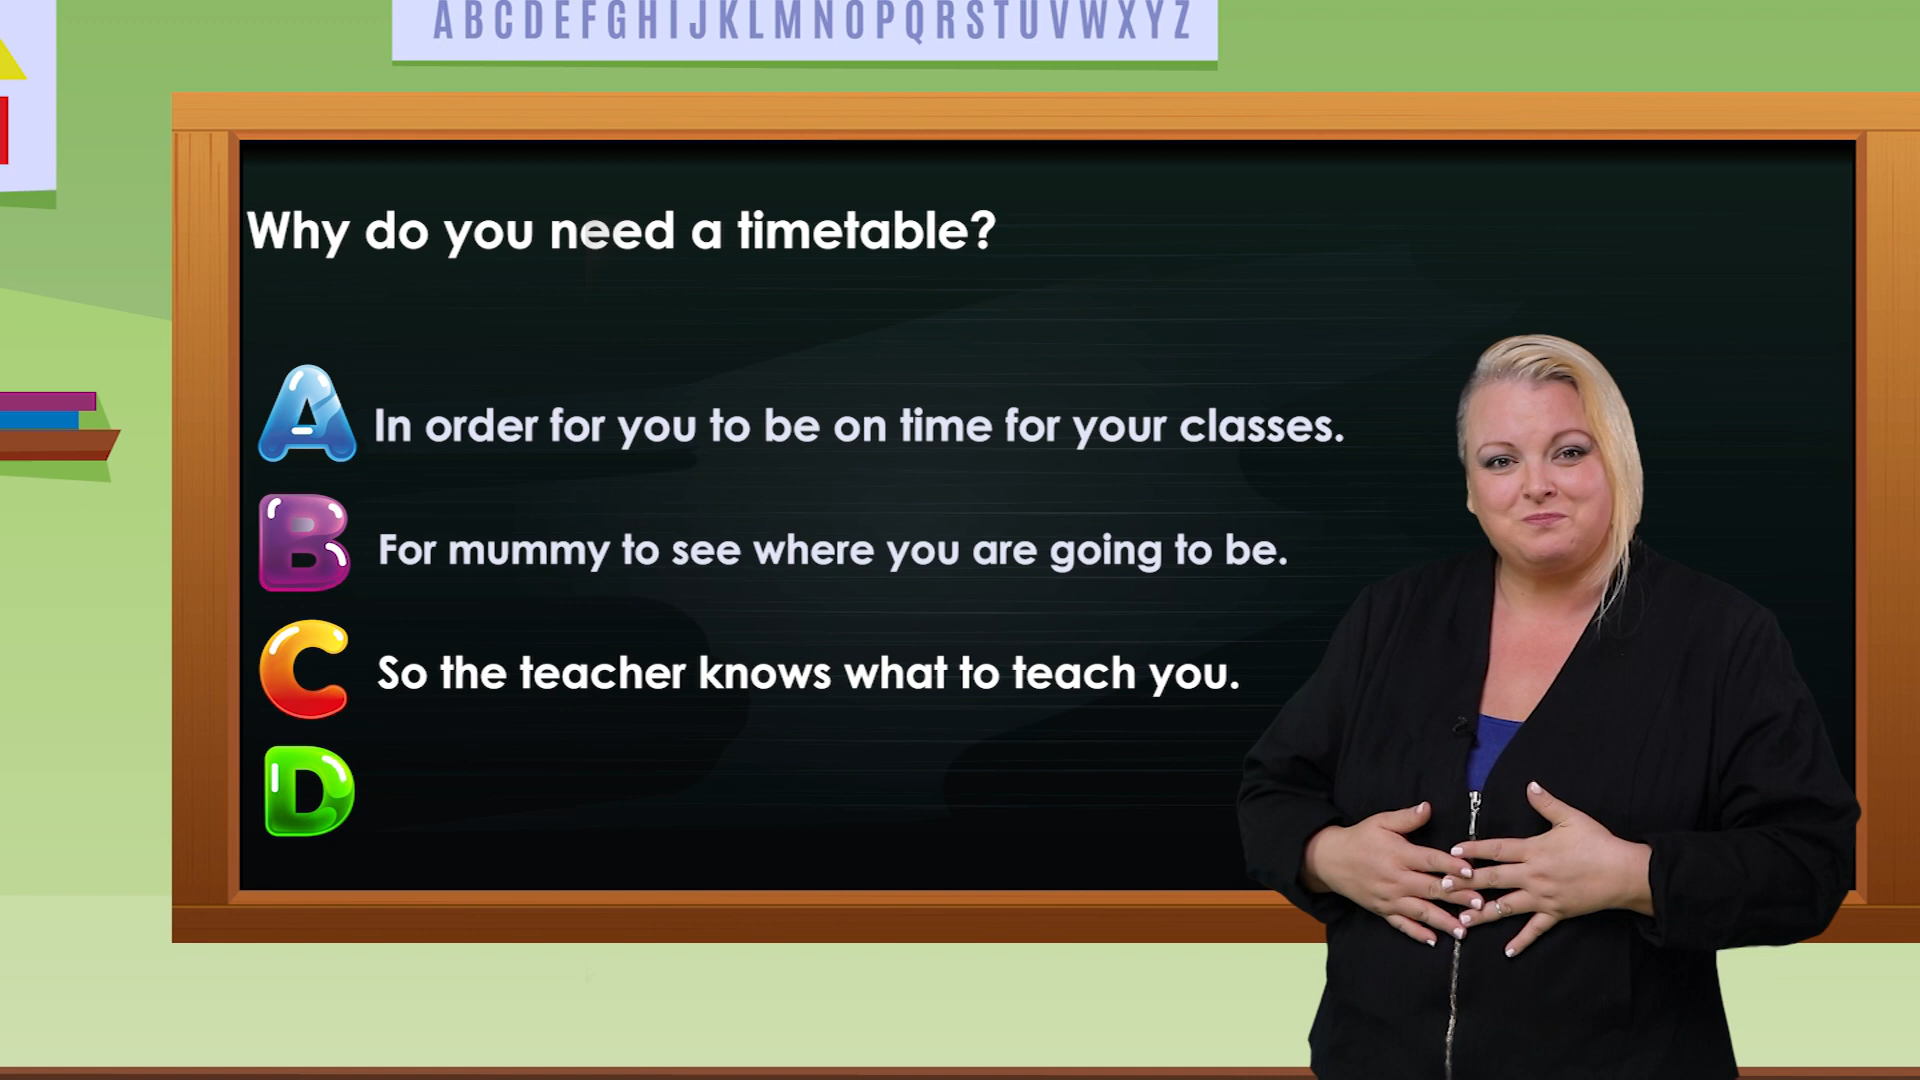 ABCDEFGHIJKLMNOPQRSTUVWXYZ
Why do you need a timetable?
A In order for you to be on time for your classes.
B For mummy to see where you are going to be.
C So the teacher knows what to teach you.
D